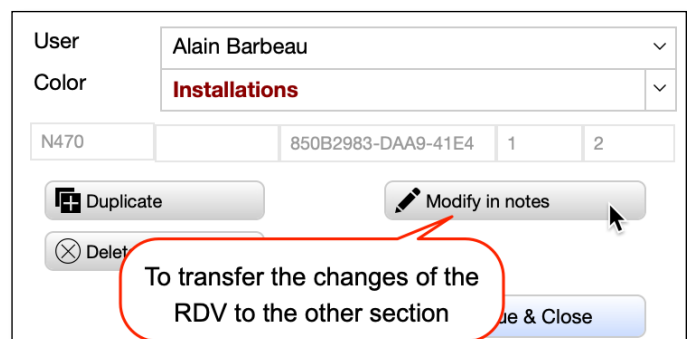 User
Alain Barbeau
Color
Installations
N470
850B2983-DAA9-41E4
1
2
Duplicate
Modify in notes
To transfer the changes of the
RDV to the other section
& Close